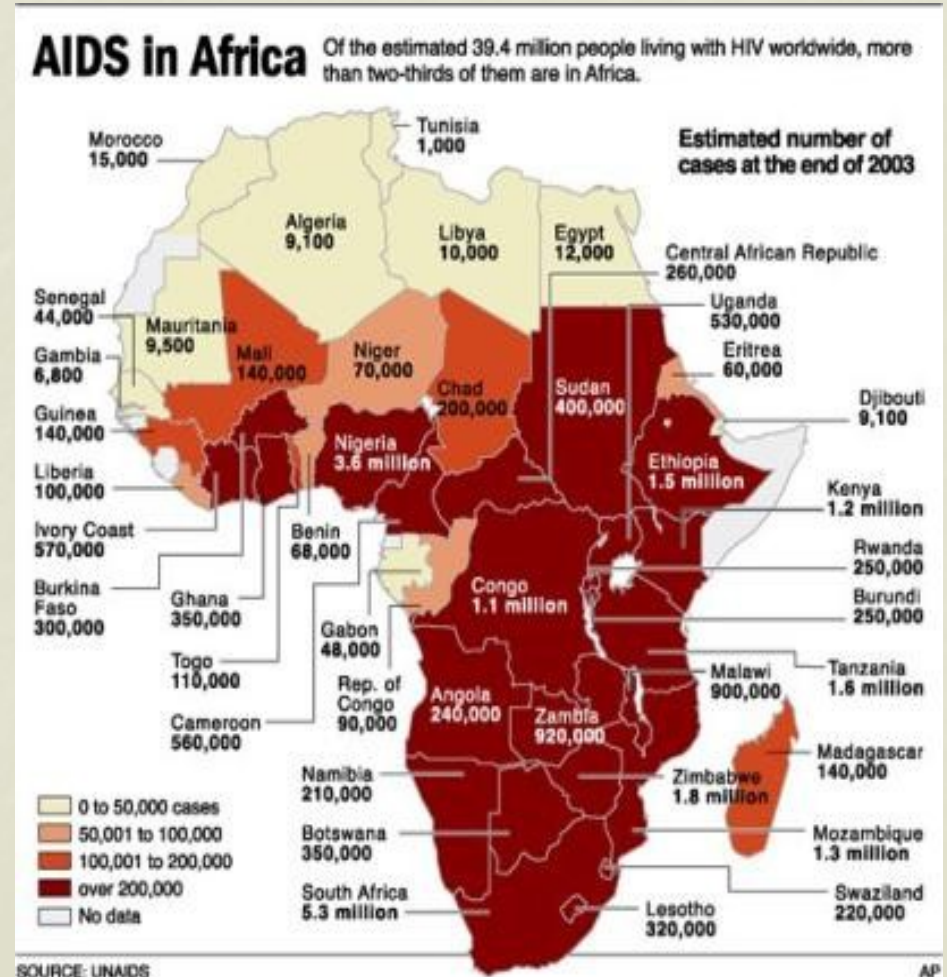 AIDS in Africa
Of the estimated 39.4 million people living with HIV worldwide, more
than two-thirds of them are in Africa.
Estimated number of
cases at the end of 2003
Morocco
15,000
Tunisia
1,000
Algeria
9,100
Libya
10,000
Egypt
12,000
Central African Republic
260,000
Senegal
44,000
Mauritania
9,500
Uganda
530,000
Gambia
6,800
Mali
140,000
Niger
70,000
Chad
200,000
Sudan
400,000
Eritrea
60,000
Djibouti
9,100
Guinea
140,000
Nigeria
3.6 million
Ethiopia
1.5 million
Liberia
100,000
Kenya
1.2 million
Ivory Coast
570,000
Benin
68,000
Rwanda
250,000
Burkina
Faso
300,000
Ghana
350,000
Congo
1.1 million
Burundi
250,000
Gabon
48,000
Togo
110,000
Rep. of
Congo
90,000
Angola
240,000
Zambia
920,000
Malawi
900,000
Tanzania
1.6 million
Cameroon
560,000
Madagascar
140,000
Namibia
210,000
Zimbabwe
1.8 million
Botswana
350,000
Mozambique
1.3 million
South Africa
5.3 million
Lesotho
320,000
Swaziland
220,000
0 to 50,000 cases
50,001 to 100,000
100,001 to 200,000
over 200,000
No data
SOURCE: UNAIDS
AP